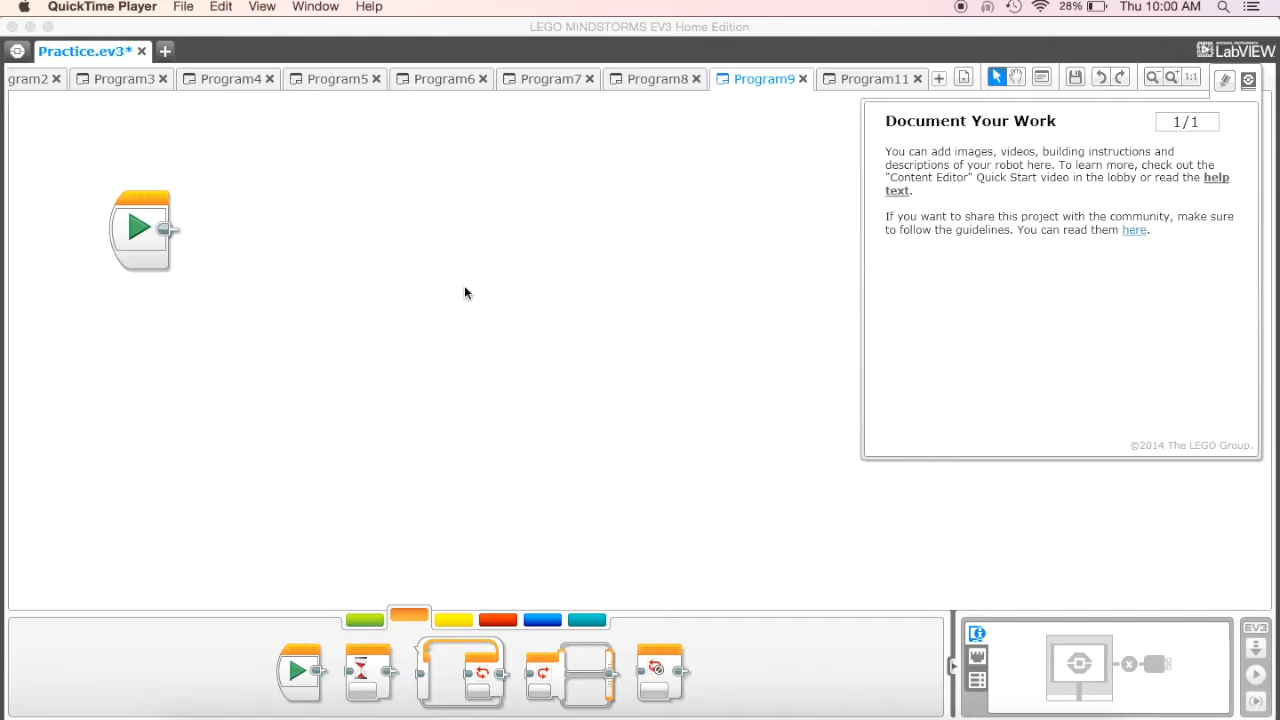 QuickTime Player File Edit View Window Help 28% Thu 10:00 AM
LEGO MINDSTORMS EV3 Home Edition
Practice.ev3*
LabVIEW
gram2 Program3 Program4 Program5 Program6 Program7 Program8 Program9 Program11 1:1
Document Your Work 1/1
You can add images, videos, building instructions and
descriptions of your robot here. To learn more, check out the
"Content Editor" Quick Start video in the lobby or read the help
text.
If you want to share this project with the community, make sure
to follow the guidelines. You can read them here.
©2014 The LEGO Group.
EV3